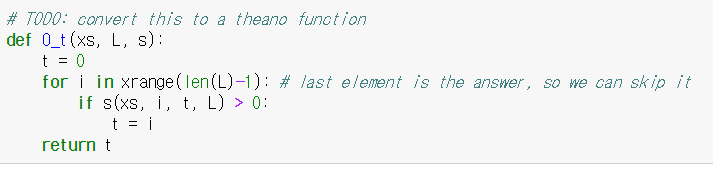 # TODO: convert this to a theano function
def O_t(xs, L, s):
    t = 0
    for i in xrange(len(L)-1): # last element is the answer, so we can skip it
        if s(xs, i, t, L) > 0:
            t = i
    return t